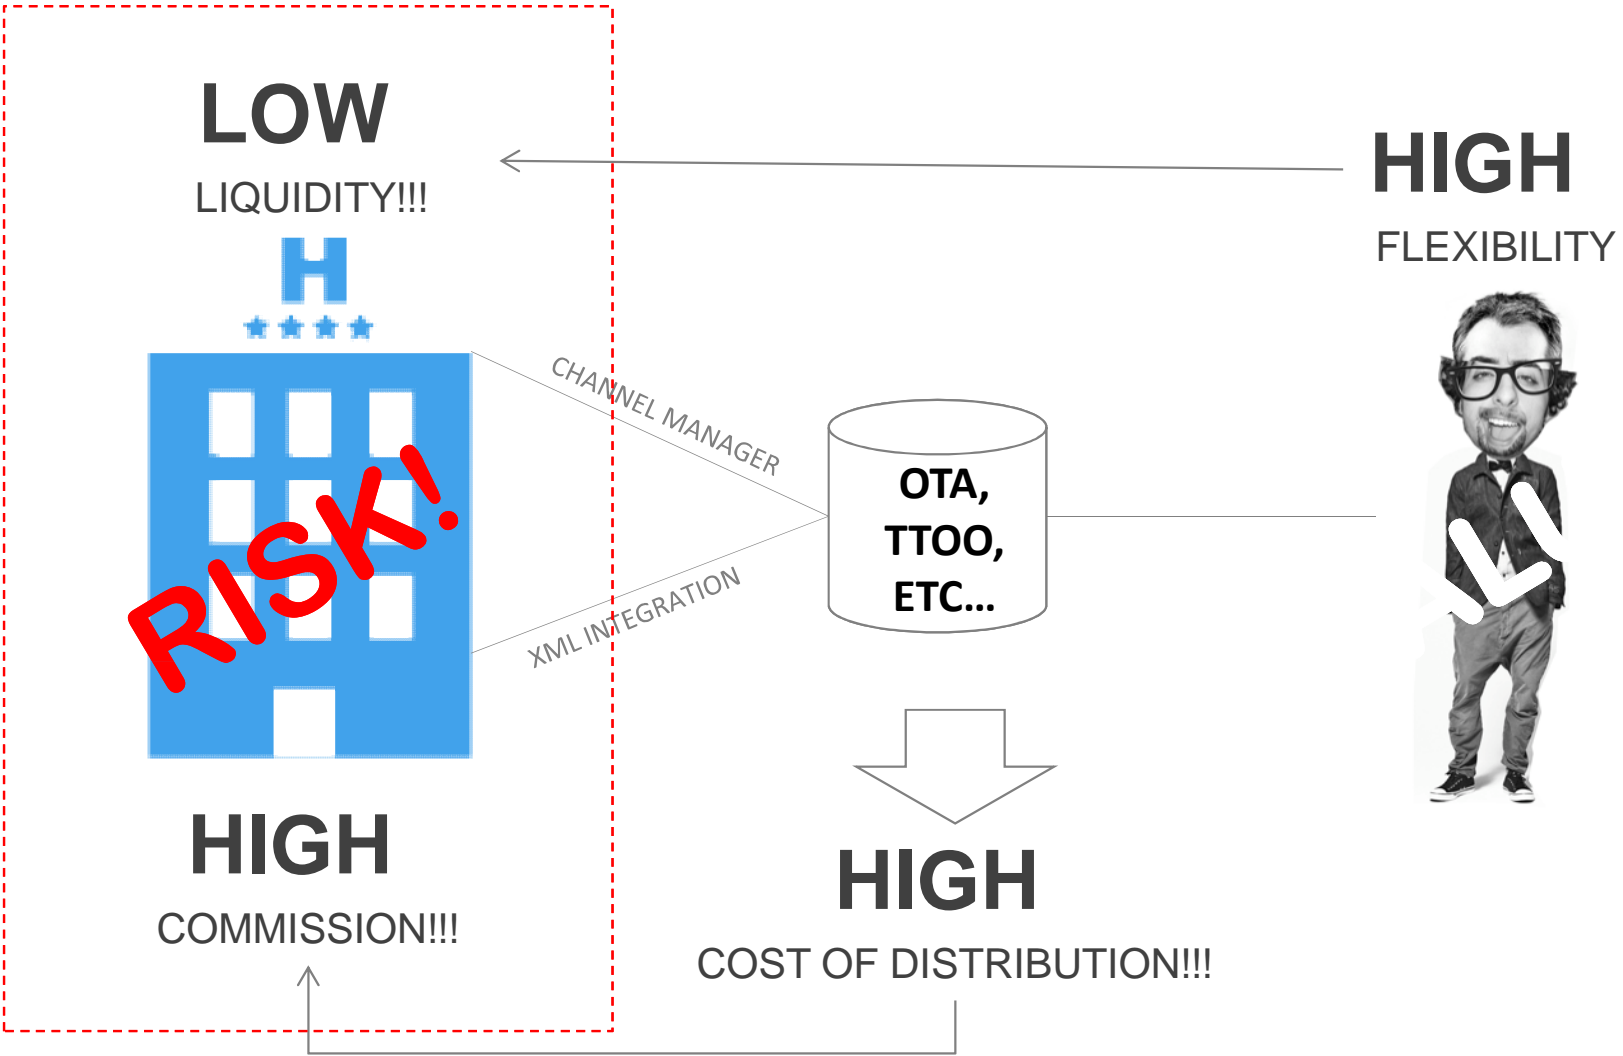 LOW
LIQUIDITY!!!
H
HIGH
FLEXIBILITY
CHANNEL MANAGER
XML INTEGRATION
RISK!
OTA,
TTOO,
ETC...
HIGH
COMMISSION!!!
HIGH
COST OF DISTRIBUTION!!!